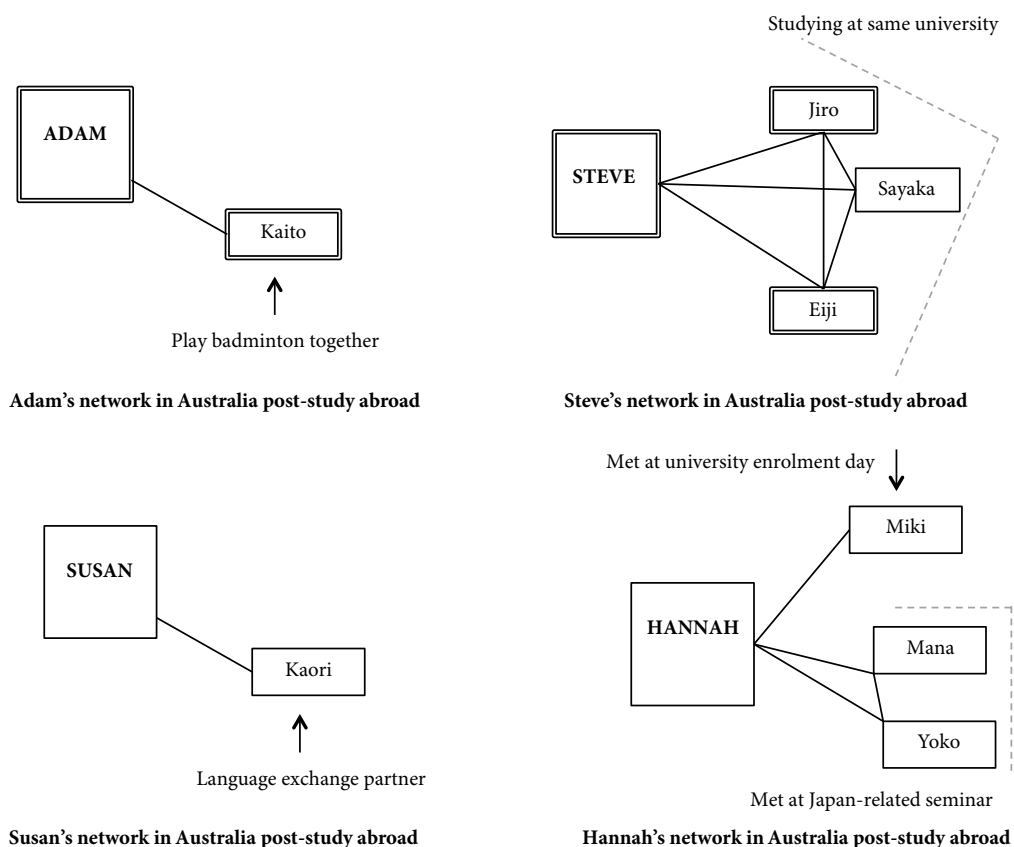 ADAM
Kaito
Play badminton together
Adam’s network in Australia post-study abroad
Studying at same university
Jiro
STEVE
Sayaka
Eiji
Steve’s network in Australia post-study abroad
SUSAN
Kaori
Language exchange partner
Susan’s network in Australia post-study abroad
Met at university enrolment day
Miki
HANNAH
Mana
Yoko
Met at Japan-related seminar
Hannah’s network in Australia post-study abroad